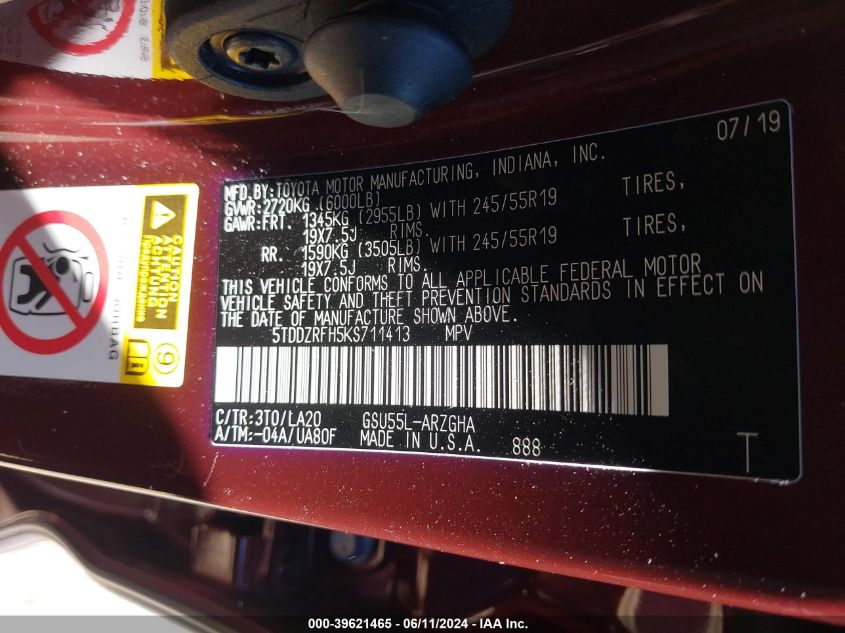 07/19
MFD.BY:TOYOTA MOTOR MANUFACTURING, INDIANA, INC.
GVWR:2720KG (6000LB)
GAWR:FRT. 1345KG (2955LB) WITH 245/55R19 TIRES,
19X7.5J RIMS.
RR. 1590KG (3505LB) WITH 245/55R19 TIRES,
19X7.5J RIMS.
THIS VEHICLE CONFORMS TO ALL APPLICABLE FEDERAL MOTOR
VEHICLE SAFETY AND THEFT PREVENTION STANDARDS IN EFFECT ON
THE DATE OF MANUFACTURE SHOWN ABOVE.
5TDDZRFH5KS711413 MPV
C/TR:3T0/LA20 GSU55L-ARZGHA
A/TM:-04A/UA80F MADE IN U.S.A. 888
T
CAUTION
ATTENTION
ACHTUNG
AIRBAG
9
000-39621465 - 06/11/2024 - IAA Inc.